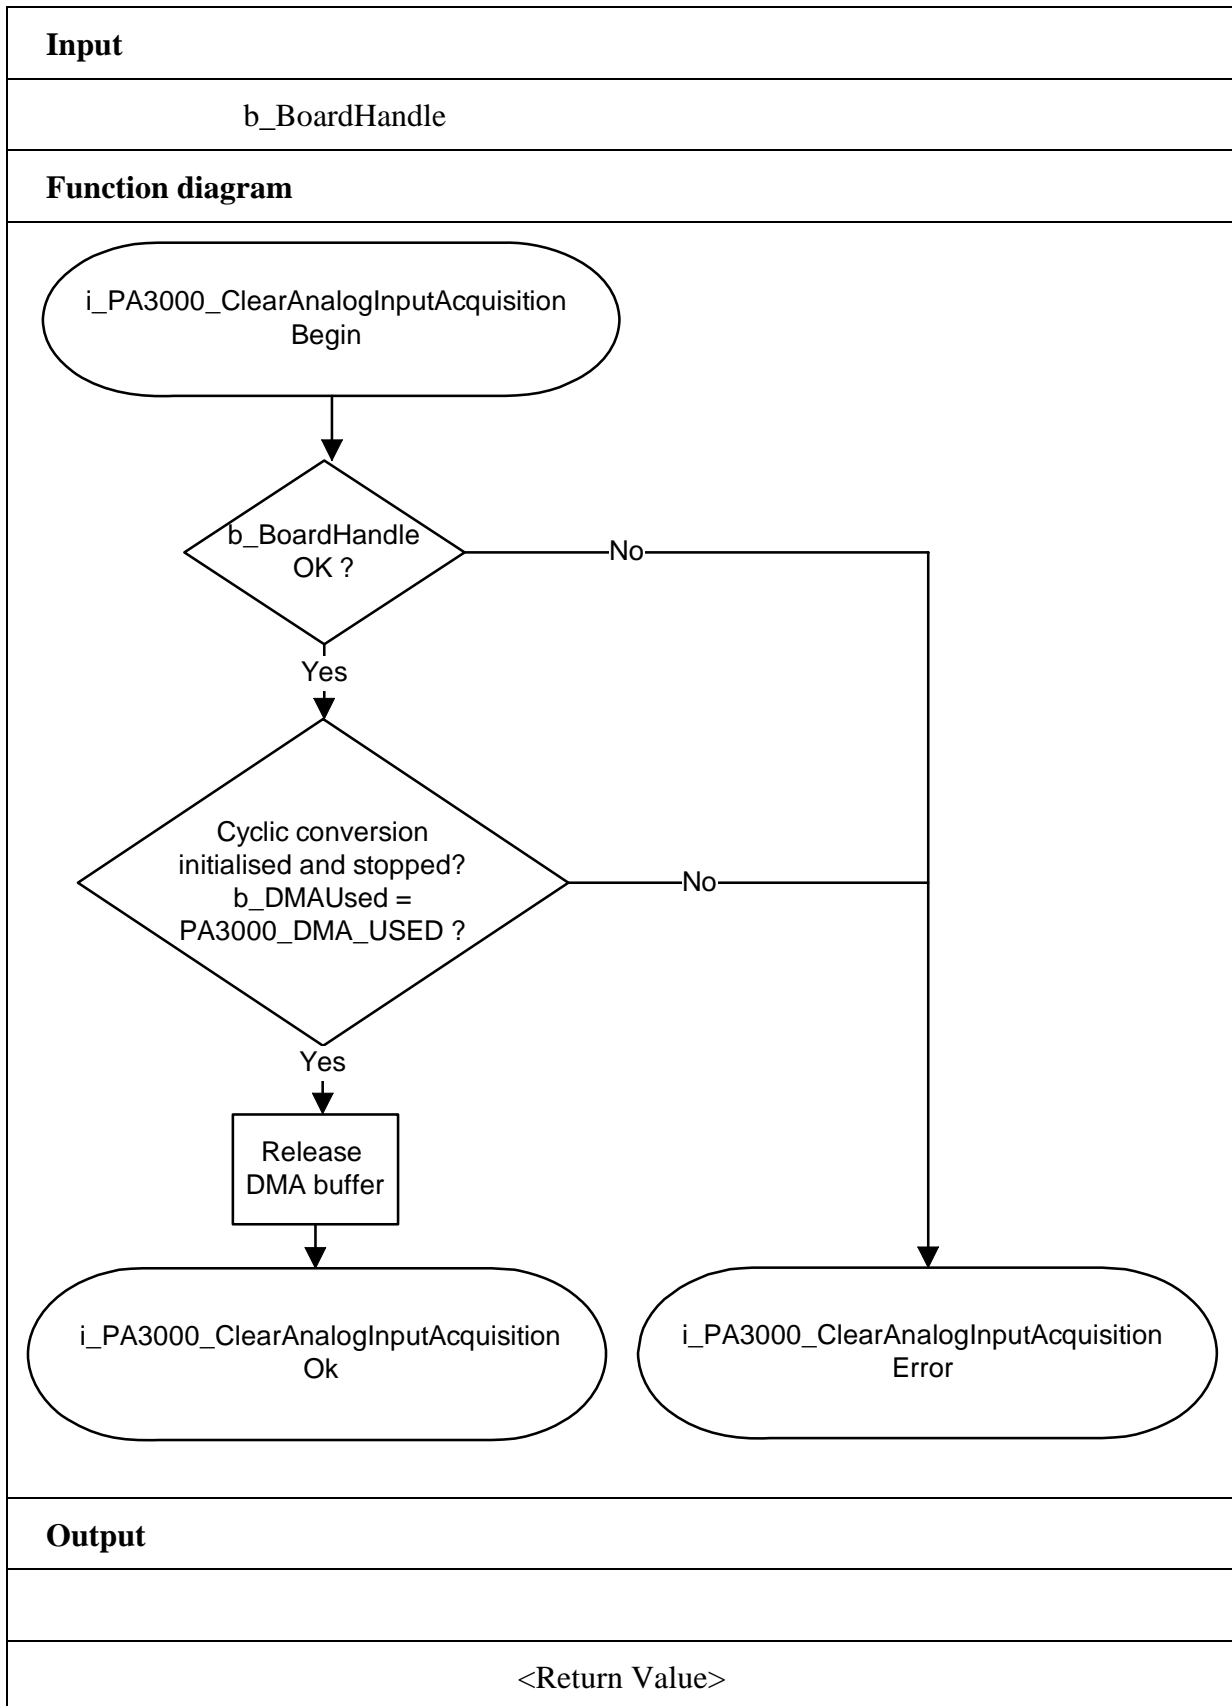 Input
b_BoardHandle
Function diagram
i_PA3000_ClearAnalogInputAcquisition
Begin
b_BoardHandle
OK ?
No
Yes
Cyclic conversion
initialised and stopped?
b_DMAUsed =
PA3000_DMA_USED ?
No
Yes
Release
DMA buffer
i_PA3000_ClearAnalogInputAcquisition
Ok
i_PA3000_ClearAnalogInputAcquisition
Error
Output
<Return Value>